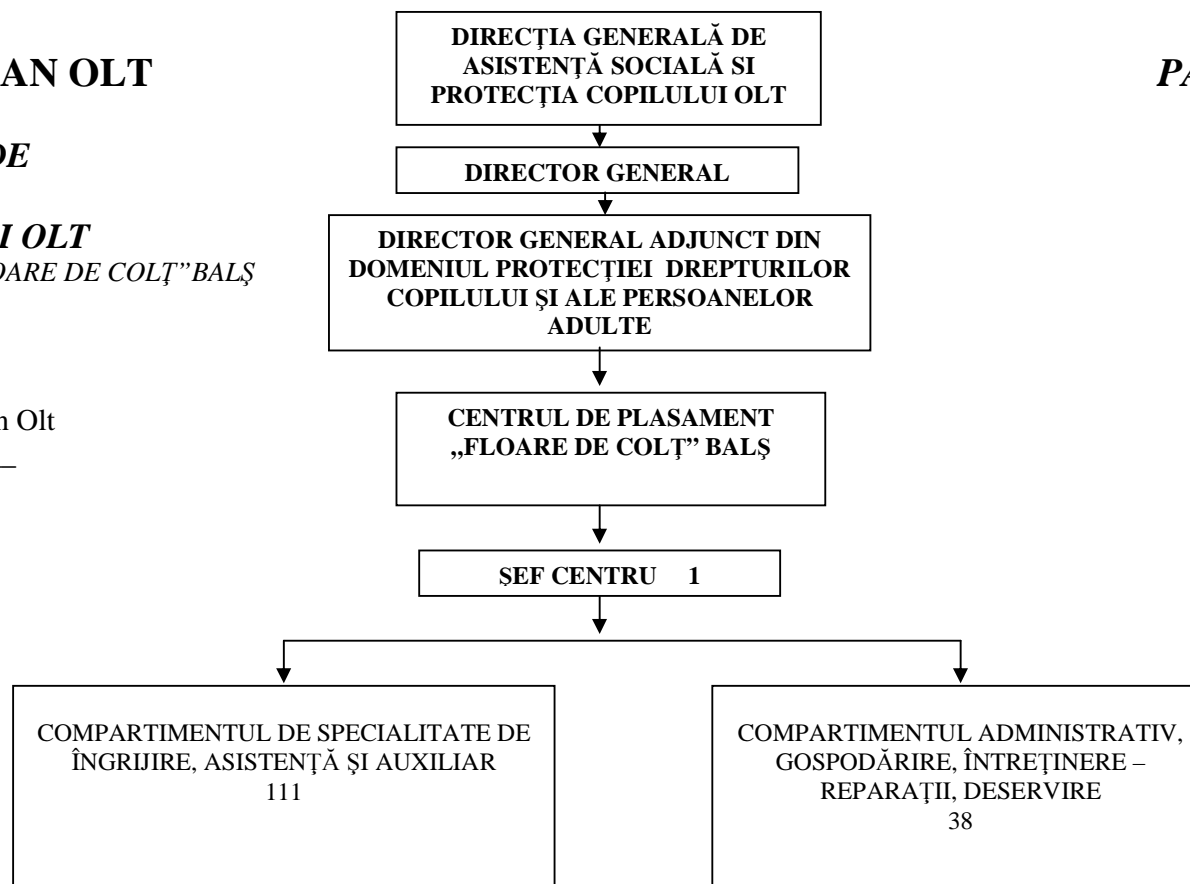 AN OLT
DE
I OLT
OARE DE COLŢ”BALŞ
n Olt
–
PA
DIRECŢIA GENERALĂ DE
ASISTENŢĂ SOCIALĂ SI
PROTECŢIA COPILULUI OLT
DIRECTOR GENERAL
DIRECTOR GENERAL ADJUNCT DIN
DOMENIUL PROTECŢIEI DREPTURILOR
COPILULUI ŞI ALE PERSOANELOR
ADULTE
CENTRUL DE PLASAMENT
„FLOARE DE COLŢ” BALŞ
ŞEF CENTRU 1
COMPARTIMENTUL DE SPECIALITATE DE
ÎNGRIJIRE, ASISTENŢĂ ŞI AUXILIAR
111
COMPARTIMENTUL ADMINISTRATIV,
GOSPODĂRIRE, ÎNTREŢINERE –
REPARAŢII, DESERVIRE
38